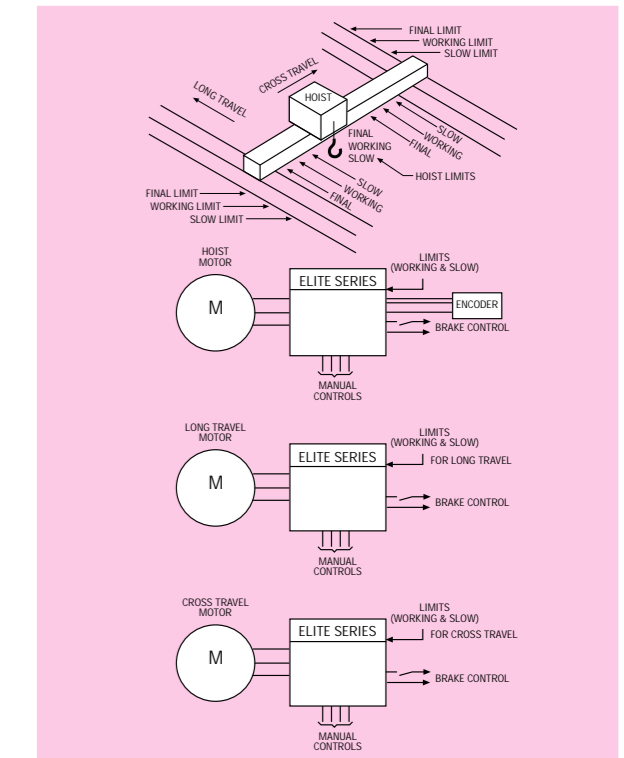 FINAL LIMIT
WORKING LIMIT
SLOW LIMIT
CROSS TRAVEL
LONG TRAVEL
HOIST
FINAL
WORKING
SLOW
SLOW
WORKING
FINAL
HOIST LIMITS
SLOW
WORKING
FINAL
FINAL LIMIT
WORKING LIMIT
SLOW LIMIT
HOIST
MOTOR
M
ELITE SERIES
LIMITS
(WORKING & SLOW)
ENCODER
BRAKE CONTROL
MANUAL
CONTROLS
LONG TRAVEL
MOTOR
M
ELITE SERIES
LIMITS
(WORKING & SLOW)
FOR LONG TRAVEL
BRAKE CONTROL
MANUAL
CONTROLS
CROSS TRAVEL
MOTOR
M
ELITE SERIES
LIMITS
(WORKING & SLOW)
FOR CROSS TRAVEL
BRAKE CONTROL
MANUAL
CONTROLS